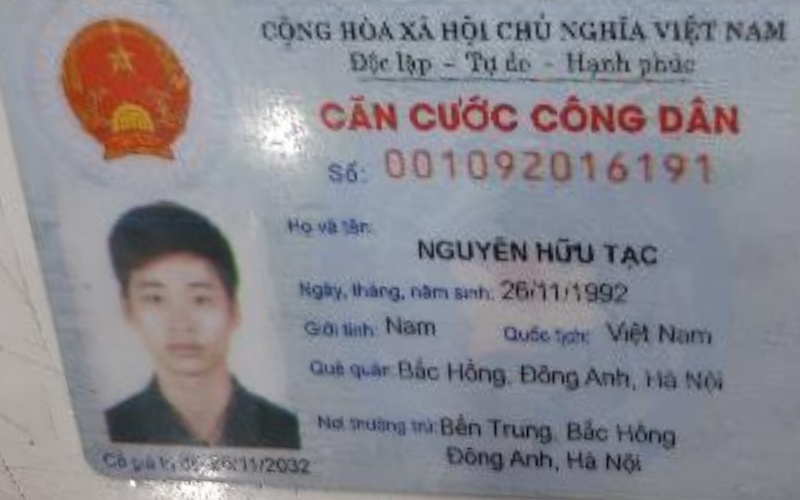 CỘNG HÒA XÃ HỘI CHỦ NGHĨA VIỆT NAM
Độc lập - Tự do - Hạnh phúc
CĂN CƯỚC CÔNG DÂN
Số: 001092016191
Họ và tên:
NGUYỄN HỮU TẠC
Ngày, tháng, năm sinh: 26/11/1992
Giới tính: Nam Quốc tịch: Việt Nam
Quê quán: Bắc Hồng, Đông Anh, Hà Nội
Nơi thường trú: Bến Trung, Bắc Hồng
Đông Anh, Hà Nội
Có giá trị đến: 26/11/2032